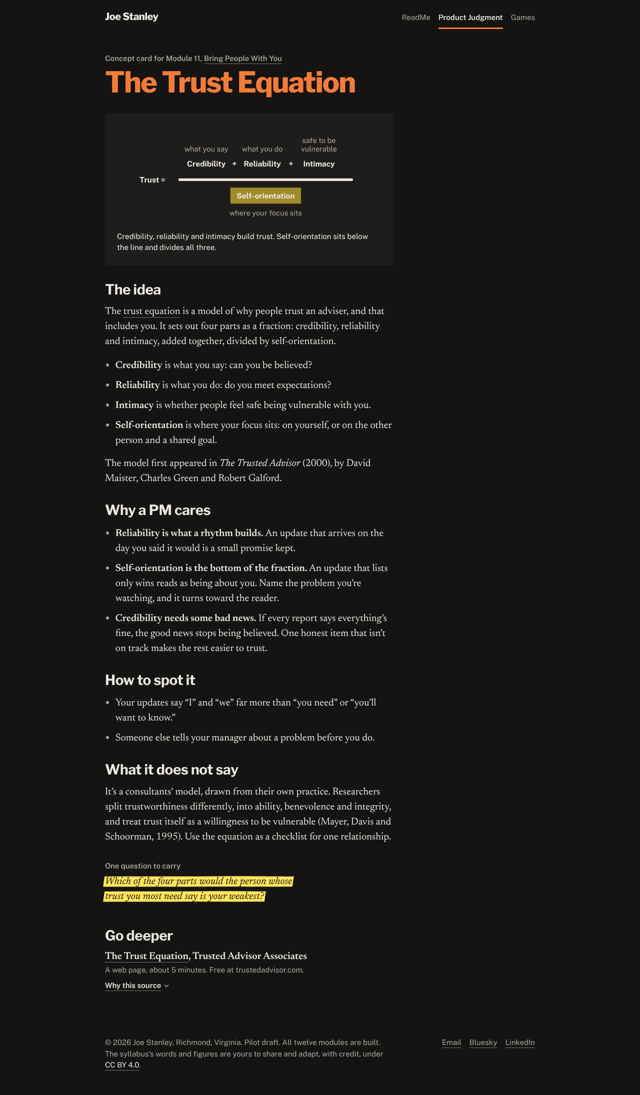 Joe Stanley
ReadMe Product Judgment Games
Concept card for Module 11, Bring People With You
The Trust Equation
what you say what you do safe to be vulnerable
Credibility + Reliability + Intimacy
Trust =
Self-orientation
where your focus sits
Credibility, reliability and intimacy build trust. Self-orientation sits below
the line and divides all three.
The idea
The trust equation is a model of why people trust an adviser, and that
includes you. It sets out four parts as a fraction: credibility, reliability
and intimacy, added together, divided by self-orientation.
• Credibility is what you say: can you be believed?
• Reliability is what you do: do you meet expectations?
• Intimacy is whether people feel safe being vulnerable with you.
• Self-orientation is where your focus sits: on yourself, or on the other
person and a shared goal.
The model first appeared in The Trusted Advisor (2000), by David
Maister, Charles Green and Robert Galford.
Why a PM cares
• Reliability is what a rhythm builds. An update that arrives on the
day you said it would is a small promise kept.
• Self-orientation is the bottom of the fraction. An update that lists
only wins reads as being about you. Name the problem you’re
watching, and it turns toward the reader.
• Credibility needs some bad news. If every report says everything’s
fine, the good news stops being believed. One honest item that isn’t
on track makes the rest easier to trust.
How to spot it
• Your updates say “I” and “we” far more than “you need” or “you’ll
want to know.”
• Someone else tells your manager about a problem before you do.
What it does not say
It’s a consultants’ model, drawn from their own practice. Researchers
split trustworthiness differently, into ability, benevolence and integrity,
and treat trust itself as a willingness to be vulnerable (Mayer, Davis and
Schoorman, 1995). Use the equation as a checklist for one relationship.
One question to carry
Which of the four parts would the person whose
trust you most need say is your weakest?
Go deeper
The Trust Equation, Trusted Advisor Associates
A web page, about 5 minutes. Free at trustedadvisor.com.
Why this source
© 2026 Joe Stanley, Richmond, Virginia. Pilot draft. All twelve modules are built.
The syllabus’s words and figures are yours to share and adapt, with credit, under
CC BY 4.0.
Email Bluesky LinkedIn